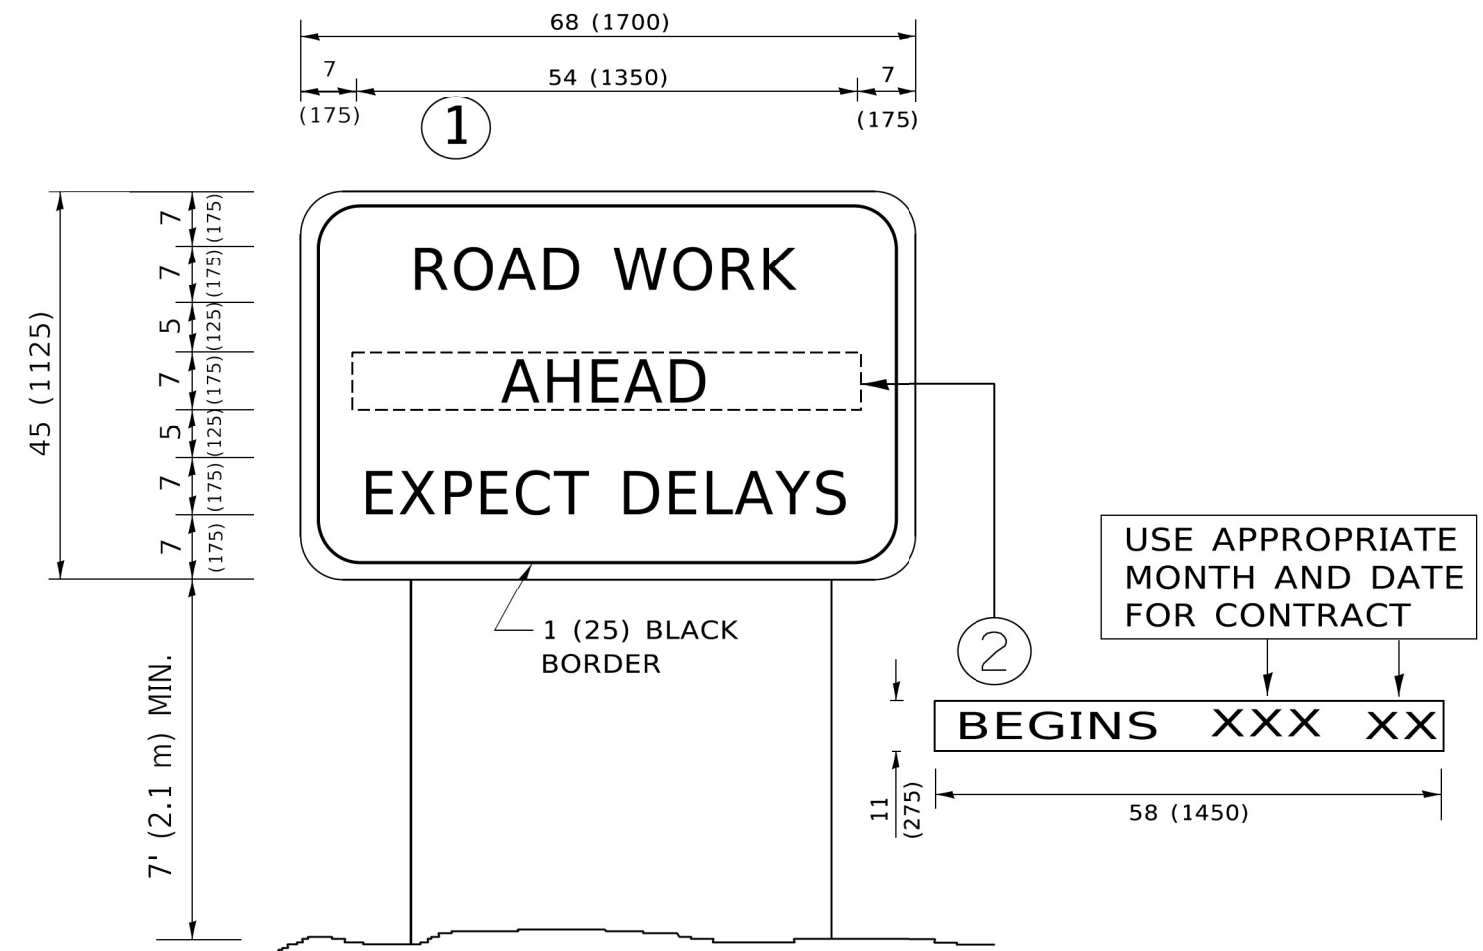 68 (1700)
7
54 (1350)
7
(175)
(175)
1
7
(175)
7
(175)
5
(125)
7
(175)
5
(125)
7
(175)
7
(175)
45 (1125)
ROAD WORK
AHEAD
EXPECT DELAYS
1 (25) BLACK
BORDER
7' (2.1 m) MIN.
2
USE APPROPRIATE
MONTH AND DATE
FOR CONTRACT
BEGINS XXX XX
11
(275)
58 (1450)